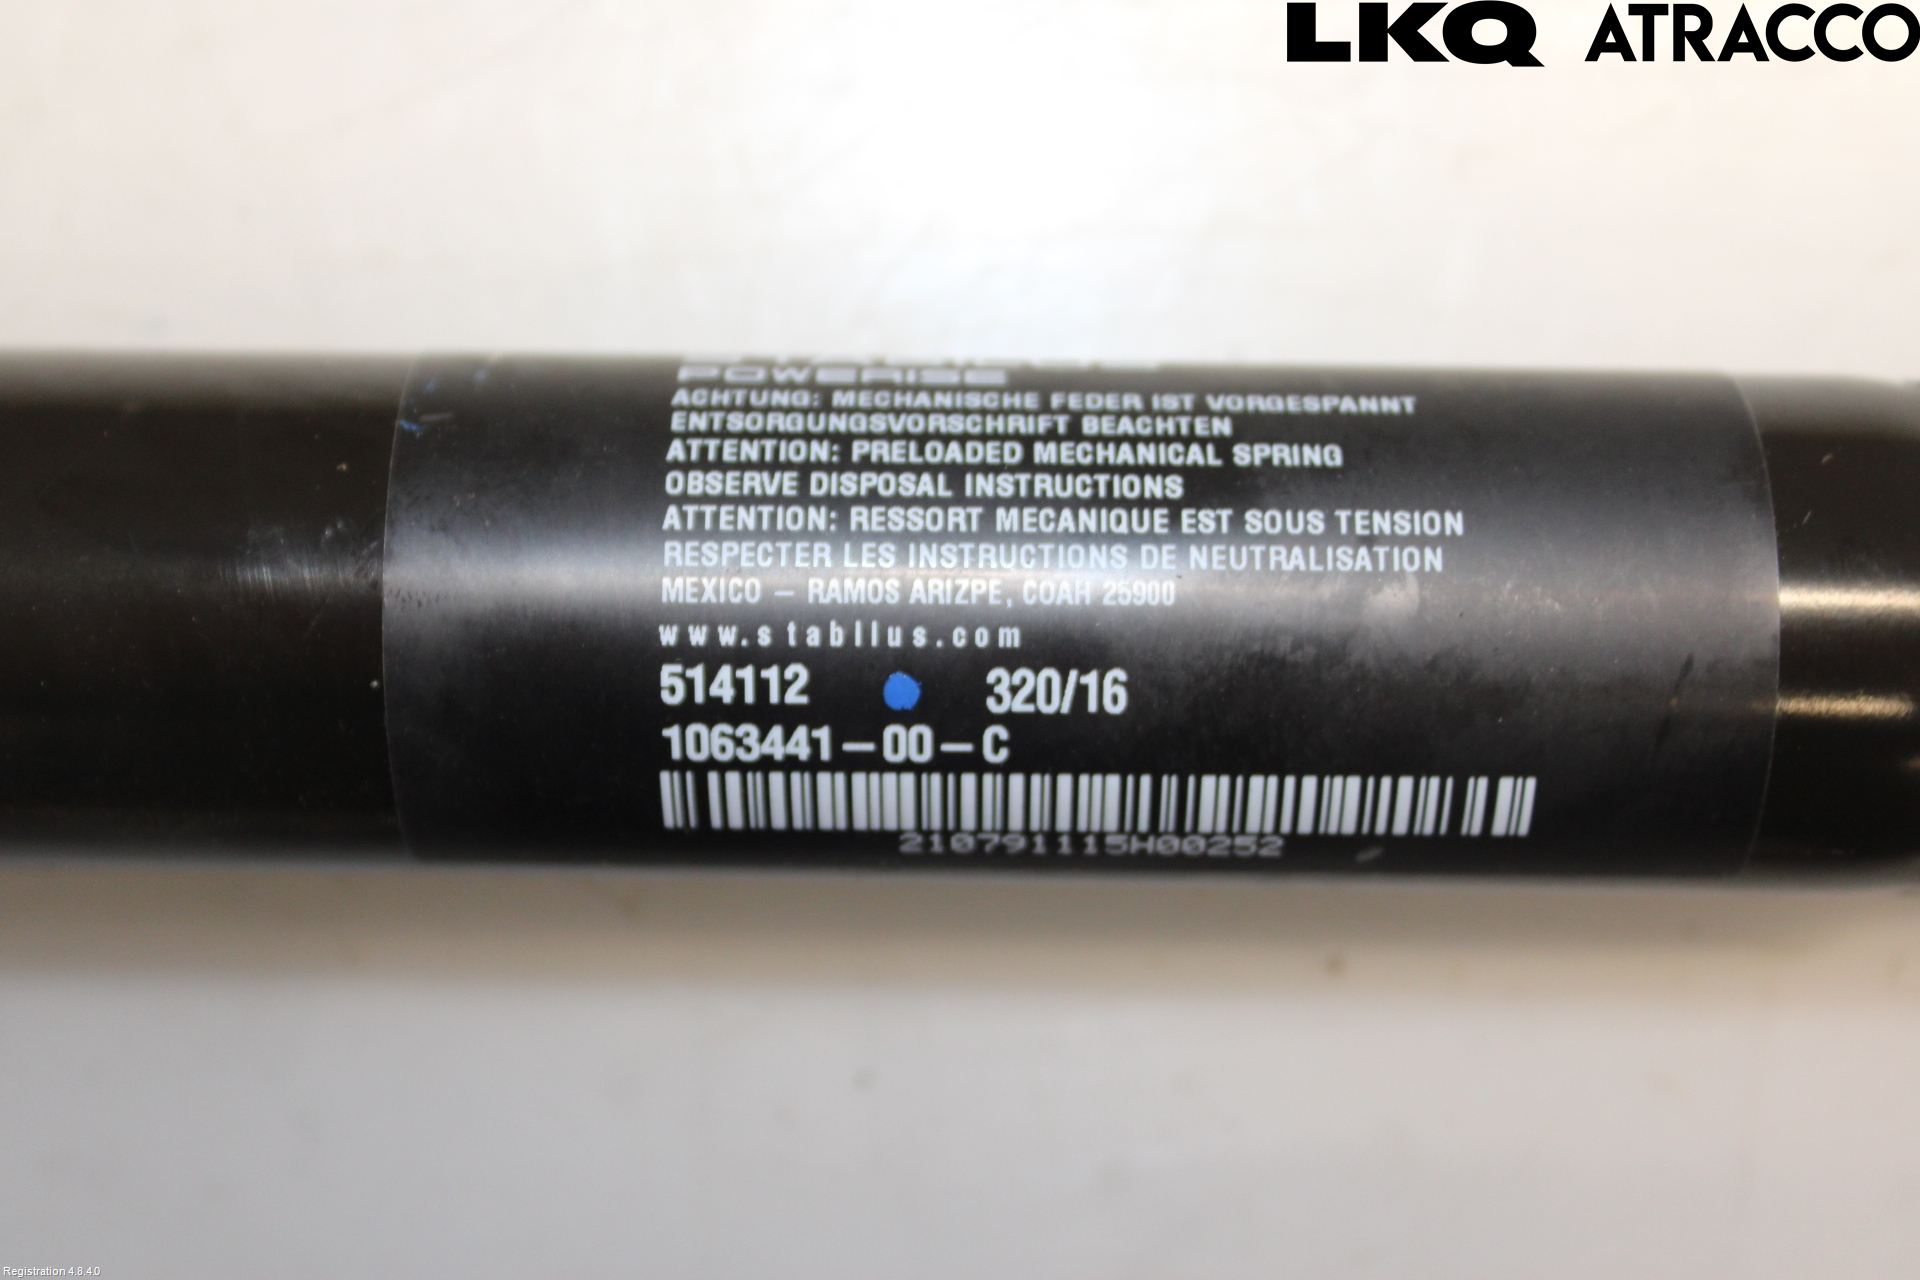 LKQ ATRACCO
POWERISE
ACHTUNG: MECHANISCHE FEDER IST VORGESPANNT
ENTSORGUNGSVORSCHRIFT BEACHTEN
ATTENTION: PRELOADED MECHANICAL SPRING
OBSERVE DISPOSAL INSTRUCTIONS
ATTENTION: RESSORT MECANIQUE EST SOUS TENSION
RESPECTER LES INSTRUCTIONS DE NEUTRALISATION
MEXICO – RAMOS ARIZPE, COAH 25900
www.stabilus.com
514112 320/16
1063441–00–C
210791115H00252
Registration 4.8.4.0